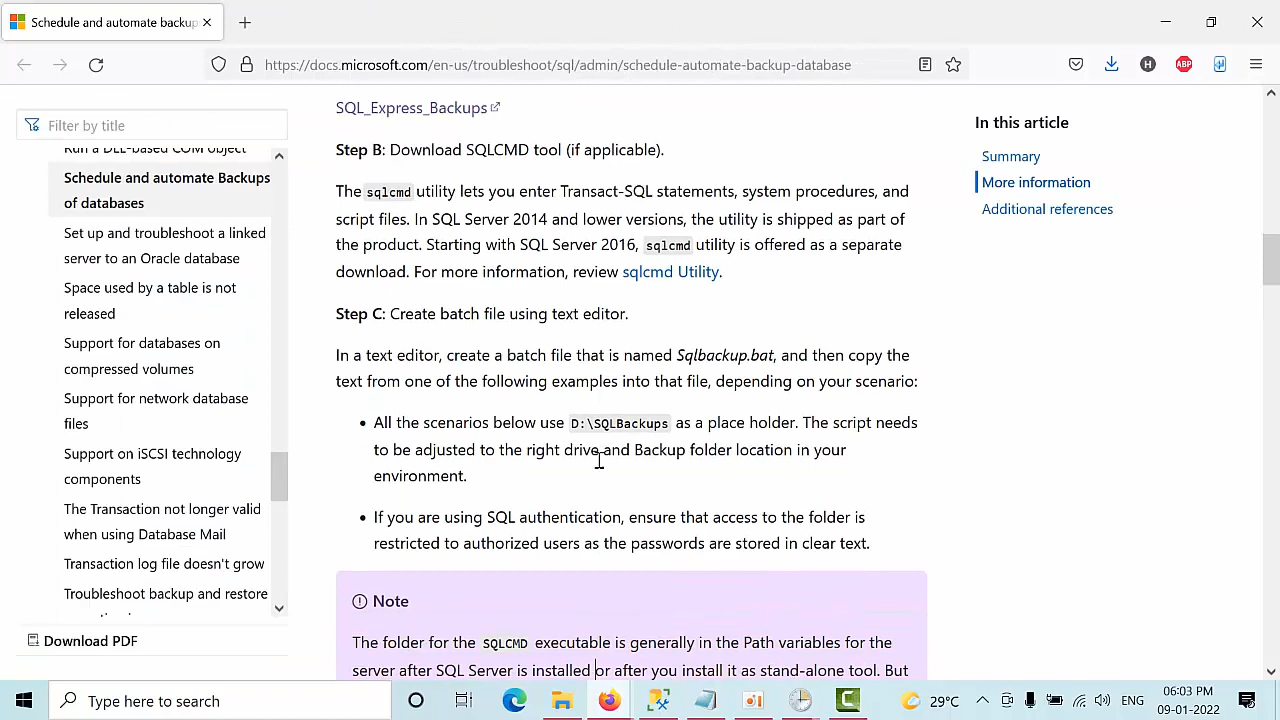 Schedule and automate backup
https://docs.microsoft.com/en-us/troubleshoot/sql/admin/schedule-automate-backup-database
ABP
Filter by title
Run a DLL-based COM object
Schedule and automate Backups
of databases
Set up and troubleshoot a linked
server to an Oracle database
Space used by a table is not
released
Support for databases on
compressed volumes
Support for network database
files
Support on iSCSI technology
components
The Transaction not longer valid
when using Database Mail
Transaction log file doesn't grow
Troubleshoot backup and restore
Download PDF
SQL_Express_Backups
Step B: Download SQLCMD tool (if applicable).
The sqlcmd utility lets you enter Transact-SQL statements, system procedures, and
script files. In SQL Server 2014 and lower versions, the utility is shipped as part of
the product. Starting with SQL Server 2016, sqlcmd utility is offered as a separate
download. For more information, review sqlcmd Utility.
Step C: Create batch file using text editor.
In a text editor, create a batch file that is named Sqlbackup.bat, and then copy the
text from one of the following examples into that file, depending on your scenario:
• All the scenarios below use D:\SQLBackups as a place holder. The script needs
to be adjusted to the right drive and Backup folder location in your
environment.
• If you are using SQL authentication, ensure that access to the folder is
restricted to authorized users as the passwords are stored in clear text.
Note
The folder for the SQLCMD executable is generally in the Path variables for the
server after SQL Server is installed or after you install it as stand-alone tool. But
In this article
Summary
More information
Additional references
Type here to search
29°C
ENG
06:03 PM
09-01-2022